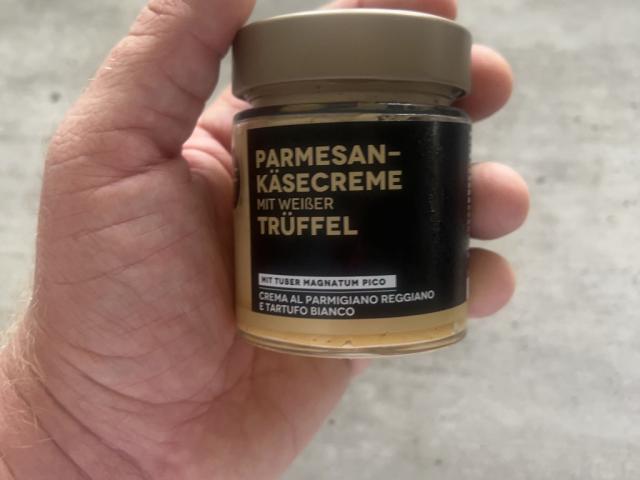 PARMESAN-
KÄSECREME
MIT WEIßER
TRÜFFEL
MIT TUBER MAGNATUM PICO
CREMA AL PARMIGIANO REGGIANO
E TARTUFO BIANCO